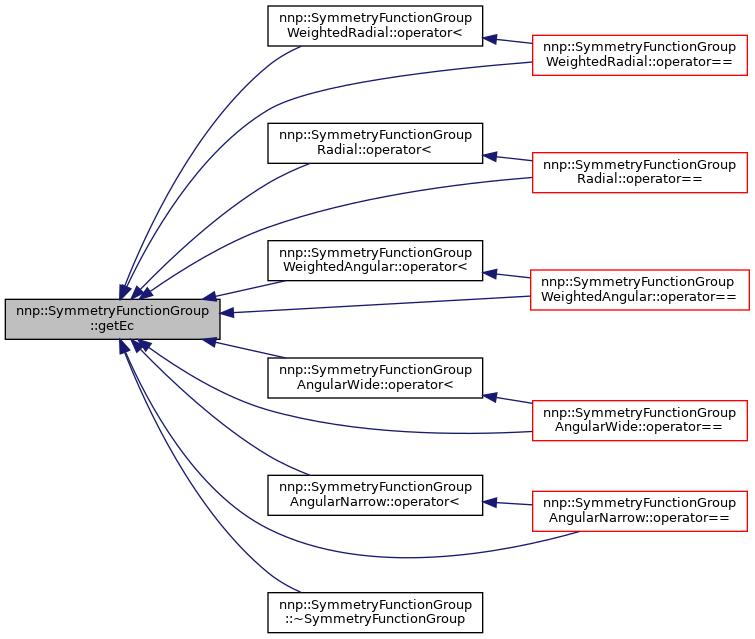 nnp::SymmetryFunctionGroup
WeightedRadial::operator<
nnp::SymmetryFunctionGroup
WeightedRadial::operator==
nnp::SymmetryFunctionGroup
Radial::operator<
nnp::SymmetryFunctionGroup
Radial::operator==
nnp::SymmetryFunctionGroup
WeightedAngular::operator<
nnp::SymmetryFunctionGroup
WeightedAngular::operator==
nnp::SymmetryFunctionGroup
::getEc
nnp::SymmetryFunctionGroup
AngularWide::operator<
nnp::SymmetryFunctionGroup
AngularWide::operator==
nnp::SymmetryFunctionGroup
AngularNarrow::operator<
nnp::SymmetryFunctionGroup
AngularNarrow::operator==
nnp::SymmetryFunctionGroup
::~SymmetryFunctionGroup